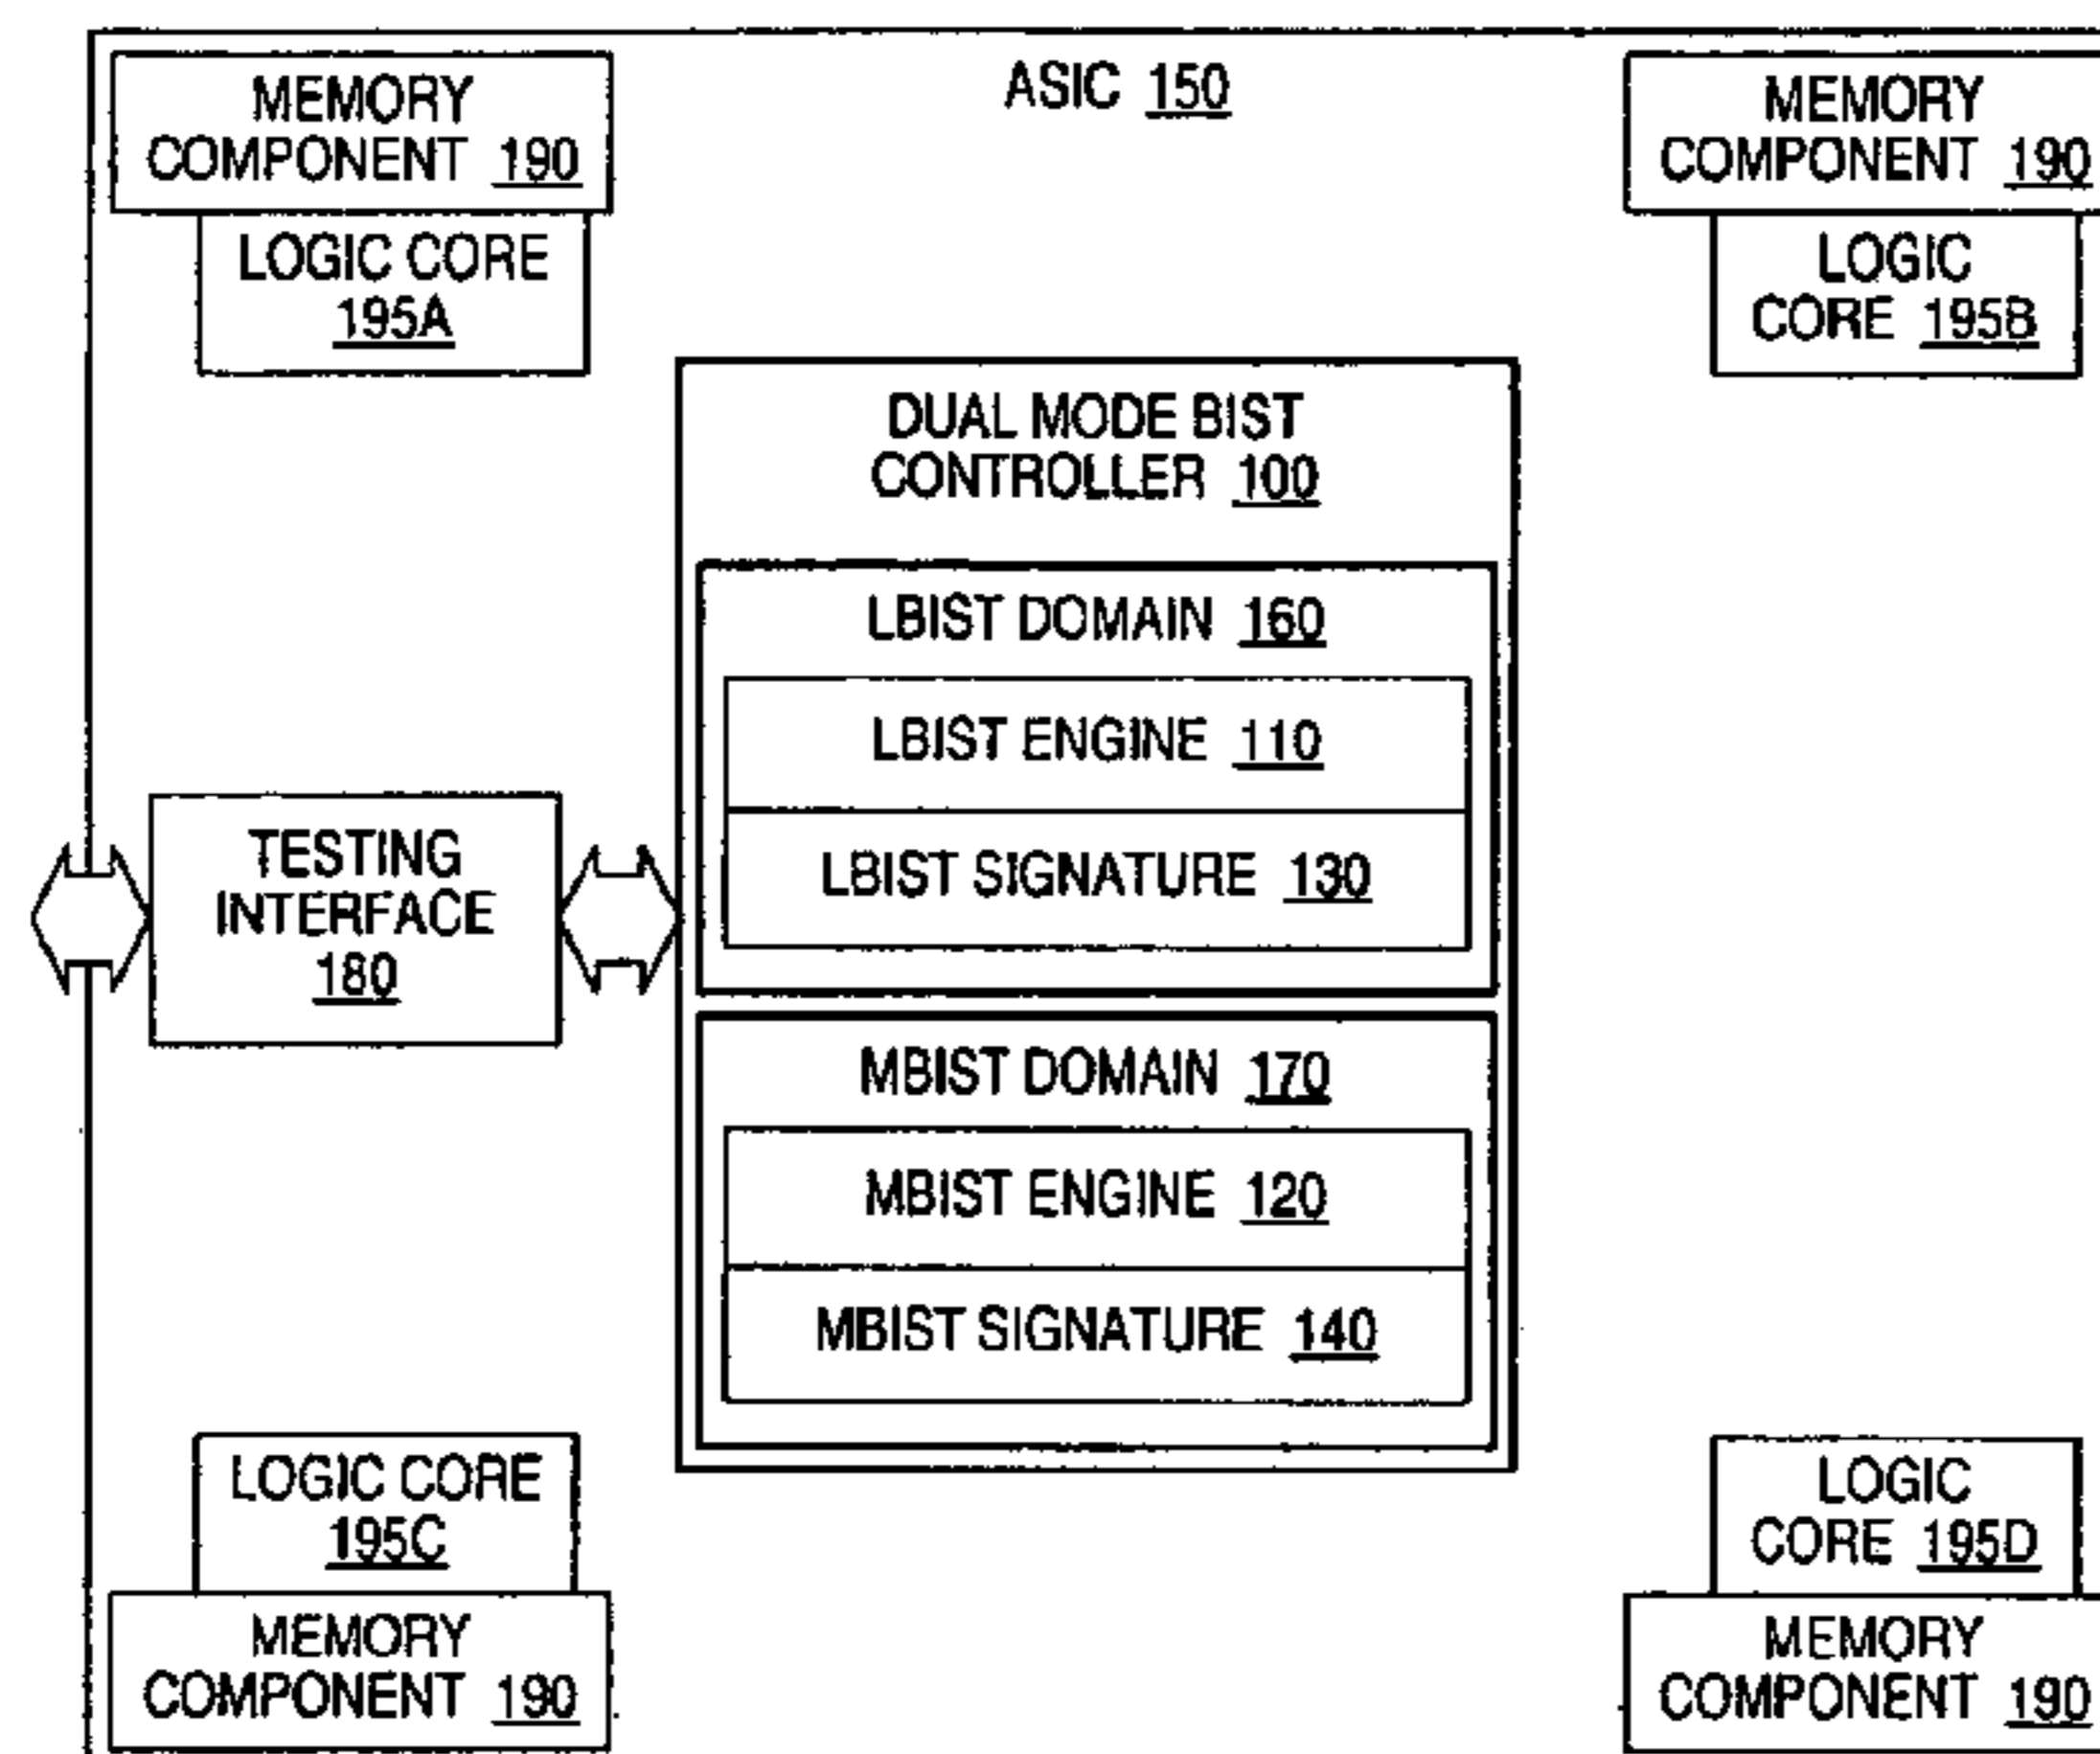 MEMORY
COMPONENT 190
LOGIC CORE
195A
ASIC 150
MEMORY
COMPONENT 190
LOGIC
CORE 195B
DUAL MODE BIST
CONTROLLER 100
LBIST DOMAIN 160
LBIST ENGINE 110
LBIST SIGNATURE 130
TESTING
INTERFACE
180
MBIST DOMAIN 170
MBIST ENGINE 120
MBIST SIGNATURE 140
LOGIC CORE
195C
MEMORY
COMPONENT 190
LOGIC
CORE 195D
MEMORY
COMPONENT 190